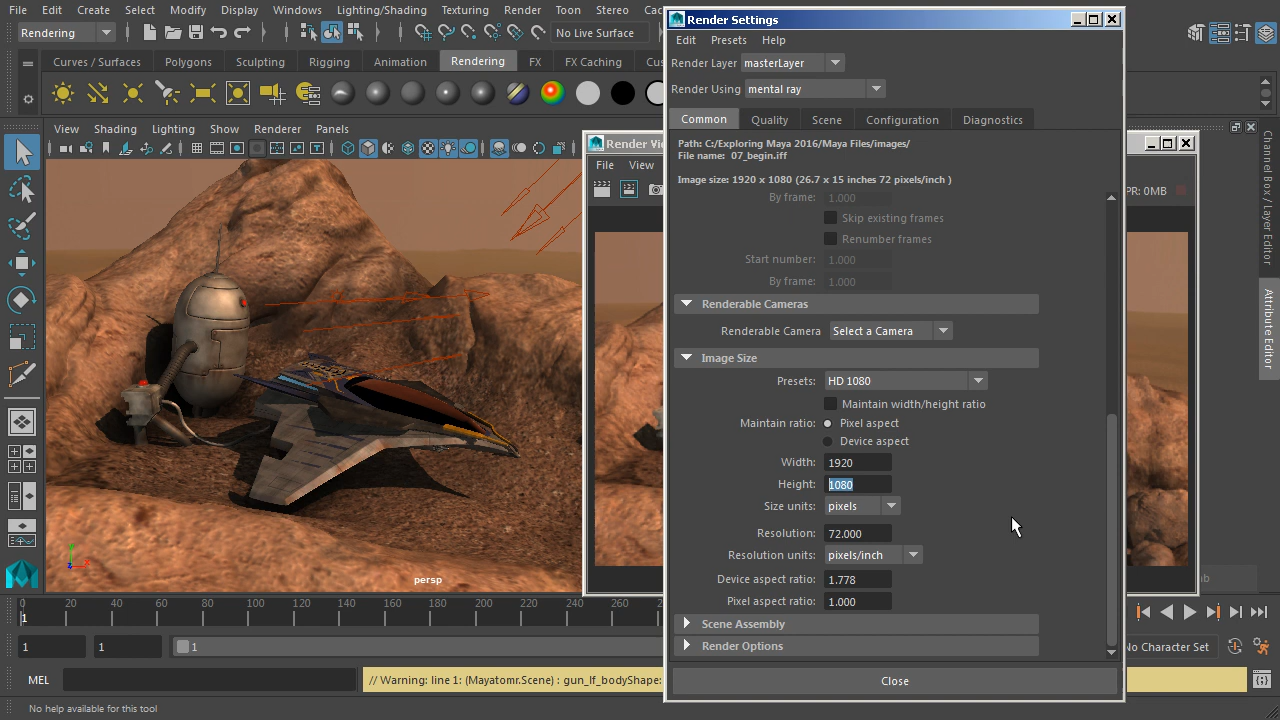 File Edit Create Select Modify Display Windows Lighting/Shading Texturing Render Toon Stereo
Rendering
No Live Surface
Curves / Surfaces Polygons Sculpting Rigging Animation Rendering FX FX Caching
View Shading Lighting Show Renderer Panels
persp
Render
File View
PR: 0MB
Channel Box / Layer Editor
Attribute Editor
Render Settings
Edit Presets Help
Render Layer masterLayer
Render Using mental ray
Common Quality Scene Configuration Diagnostics
Path: C:/Exploring Maya 2016/Maya Files/images/
File name: 07_begin.iff
Image size: 1920 x 1080 (26.7 x 15 inches 72 pixels/inch )
By frame: 1.000
Skip existing frames
Renumber frames
Start number: 1.000
By frame: 1.000
Renderable Cameras
Renderable Camera Select a Camera
Image Size
Presets: HD 1080
Maintain width/height ratio
Maintain ratio: Pixel aspect
Device aspect
Width: 1920
Height: 1080
Size units: pixels
Resolution: 72.000
Resolution units: pixels/inch
Device aspect ratio: 1.778
Pixel aspect ratio: 1.000
Scene Assembly
Render Options
Close
0 20 40 60 80 100 120 140 160 180 200 220 240 260
1
1 1 1
No Character Set
MEL
// Warning: line 1: (Mayatomr.Scene) : gun_lf_bodyShape:
No help available for this tool